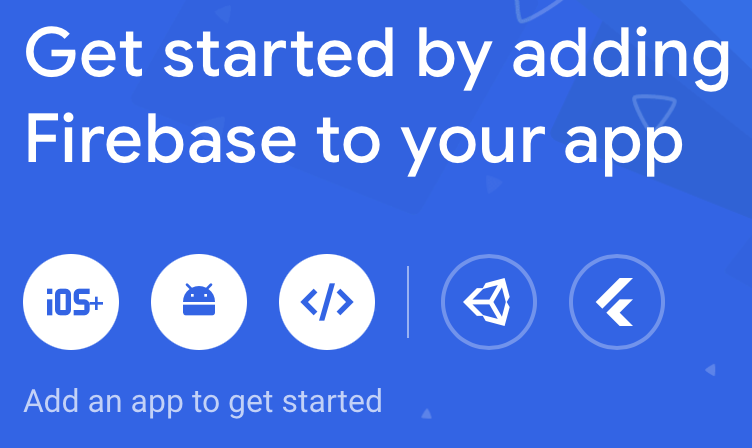 Get started by adding
Firebase to your app
iOS+
Add an app to get started